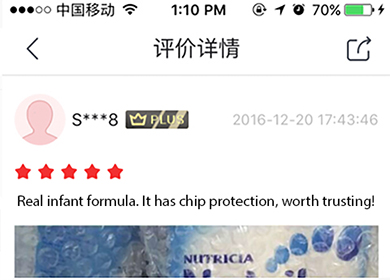 中国移动 1:10 PM 70%
评价详情
S***8 PLUS 2016-12-20 17:43:46
Real infant formula. It has chip protection, worth trusting!
NUTRICIA